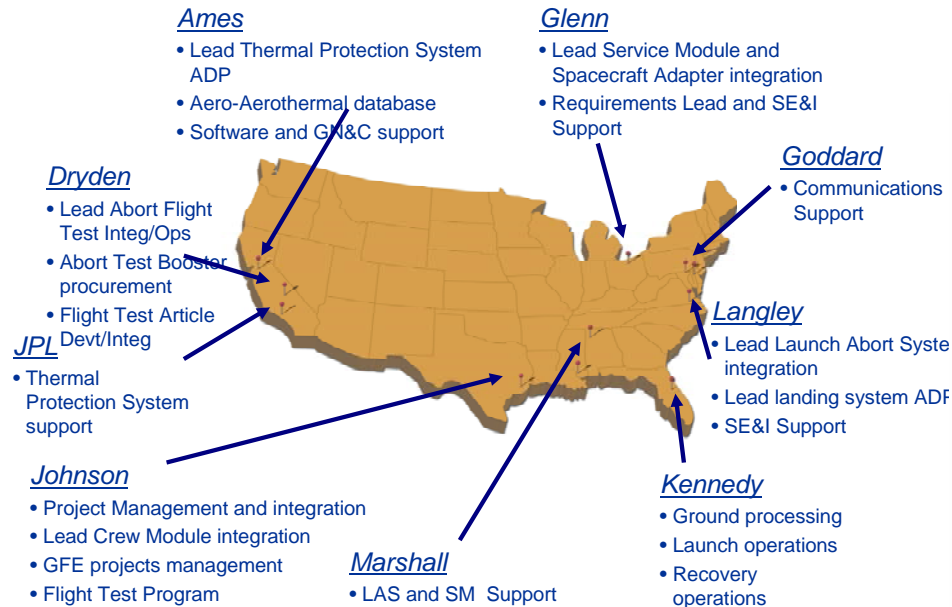 Ames
• Lead Thermal Protection System
ADP
• Aero-Aerothermal database
• Software and GN&C support
Glenn
• Lead Service Module and
Spacecraft Adapter integration
• Requirements Lead and SE&I
Support
Goddard
• Communications
Support
Dryden
• Lead Abort Flight
Test Integ/Ops
• Abort Test Booster
procurement
• Flight Test Article
Devt/Integ
JPL
• Thermal
Protection System
support
Langley
• Lead Launch Abort Syste
integration
• Lead landing system ADP
• SE&I Support
Johnson
• Project Management and integration
• Lead Crew Module integration
• GFE projects management
• Flight Test Program
Marshall
• LAS and SM Support
Kennedy
• Ground processing
• Launch operations
• Recovery
operations